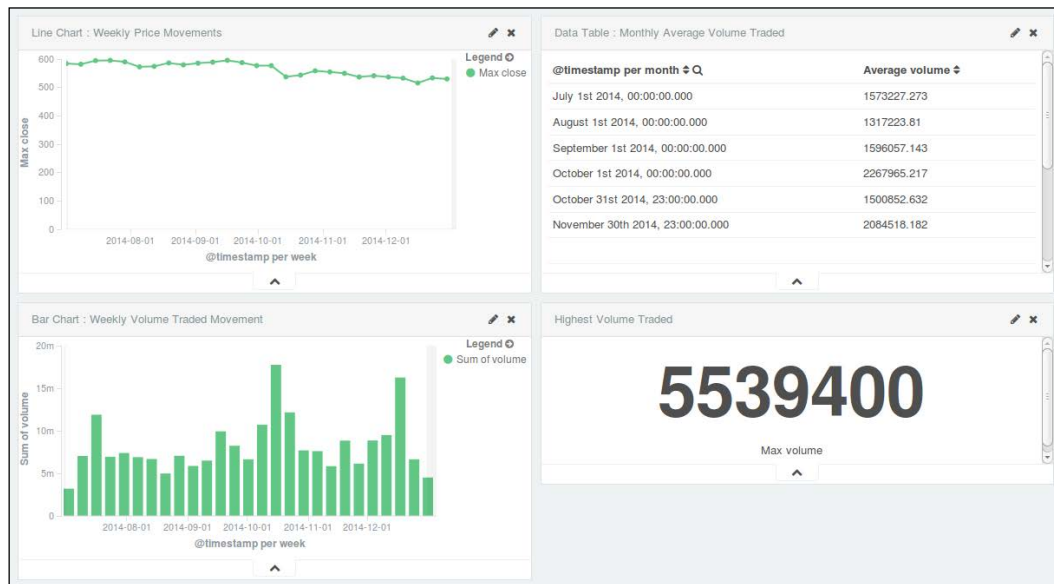 Line Chart : Weekly Price Movements
Legend
Max close
600
500
400
300
200
100
0
Max close
2014-08-01 2014-09-01 2014-10-01 2014-11-01 2014-12-01
@timestamp per week
Data Table : Monthly Average Volume Traded
@timestamp per month Average volume
July 1st 2014, 00:00:00.000 1573227.273
August 1st 2014, 00:00:00.000 1317223.81
September 1st 2014, 00:00:00.000 1596057.143
October 1st 2014, 00:00:00.000 2267965.217
October 31st 2014, 23:00:00.000 1500852.632
November 30th 2014, 23:00:00.000 2084518.182
Bar Chart : Weekly Volume Traded Movement
Legend
Sum of volume
20m
15m
10m
5m
0
Sum of volume
2014-08-01 2014-09-01 2014-10-01 2014-11-01 2014-12-01
@timestamp per week
Highest Volume Traded
5539400
Max volume